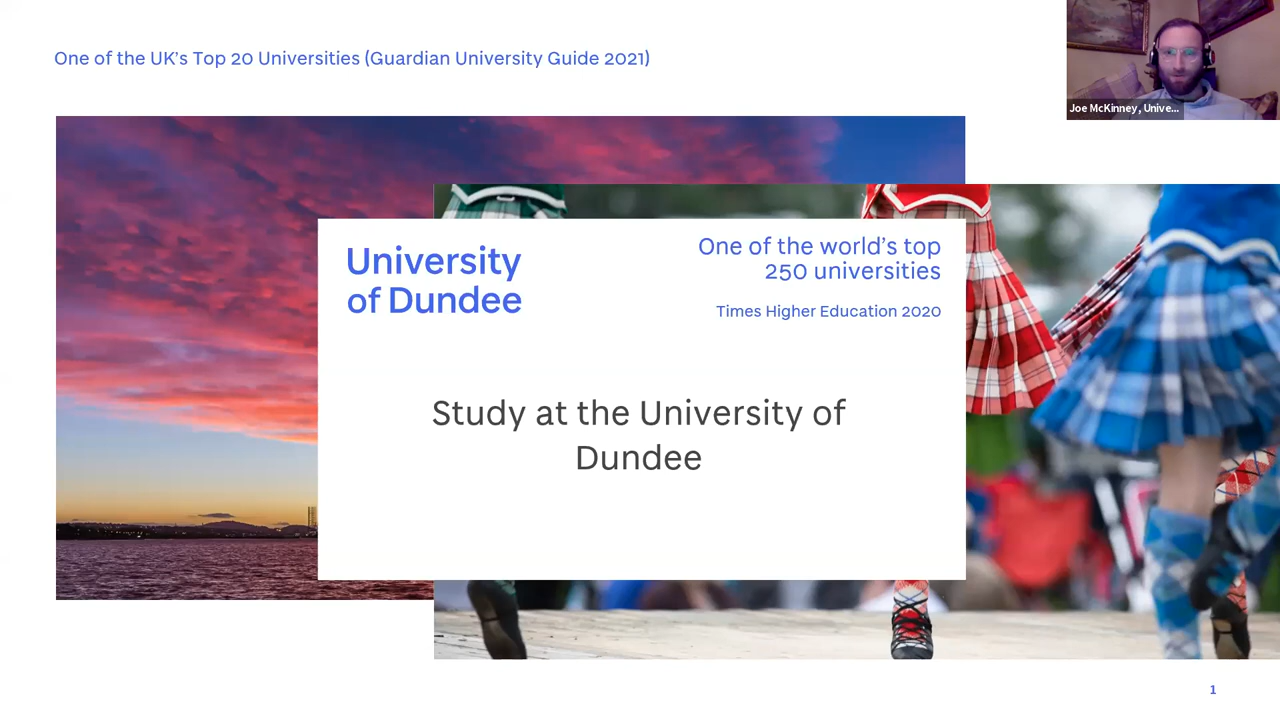 One of the UK's Top 20 Universities (Guardian University Guide 2021)
Joe McKinney, Unive...
University
of Dundee
One of the world's top
250 universities
Times Higher Education 2020
Study at the University of
Dundee
1